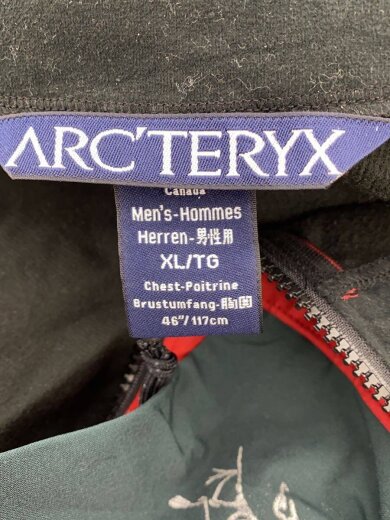 ARC'TERYX
Canada
Men's-Hommes
Herren-男性用
XL/TG
Chest-Poitrine
Brustumfang-胸囲
46"/117cm